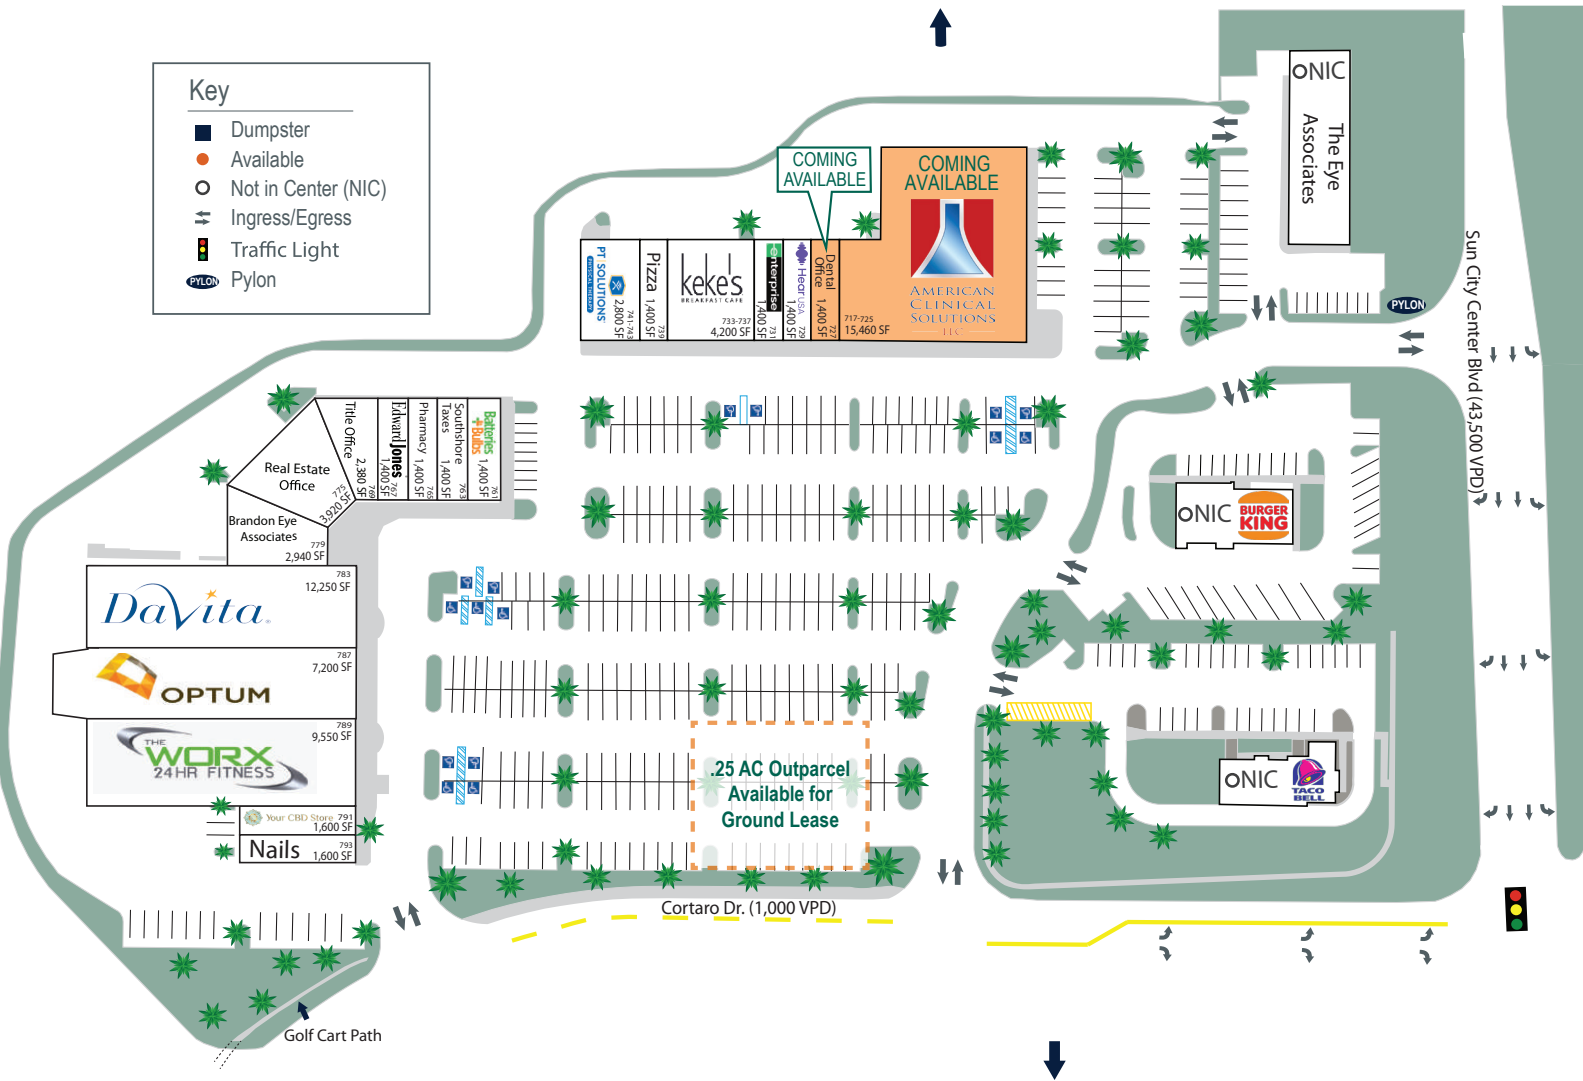 Key
Dumpster
Available
Not in Center (NIC)
Ingress/Egress
Traffic Light
PYLON
Pylon
COMING
AVAILABLE
COMING
AVAILABLE
PT SOLUTIONS
PHYSICAL THERAPY
741-743
2,800 SF
Pizza
739
1,400 SF
keke's
BREAKFAST CAFE
733-737
4,200 SF
enterprise
731
1,400 SF
HearUSA
729
1,400 SF
Dental
Office
727
1,400 SF
717-725
15,460 SF
AMERICAN
CLINICAL
SOLUTIONS
LLC
NIC
The Eye
Associates
PYLON
Sun City Center Blvd (43,500 VPD)
Title Office
769
2,380 SF
Edward Jones
767
1,400 SF
Pharmacy
765
1,400 SF
Southshore
Taxes
763
1,400 SF
Batteries
+Bulbs
761
1,400 SF
Real Estate
Office
775
3,920 SF
Brandon Eye
Associates
779
2,940 SF
DaVita
783
12,250 SF
OPTUM
787
7,200 SF
THE
WORX
24HR FITNESS
789
9,550 SF
Your CBD Store
791
1,600 SF
Nails
793
1,600 SF
NIC
BURGER
KING
NIC
TACO
BELL
.25 AC Outparcel
Available for
Ground Lease
Cortaro Dr. (1,000 VPD)
Golf Cart Path